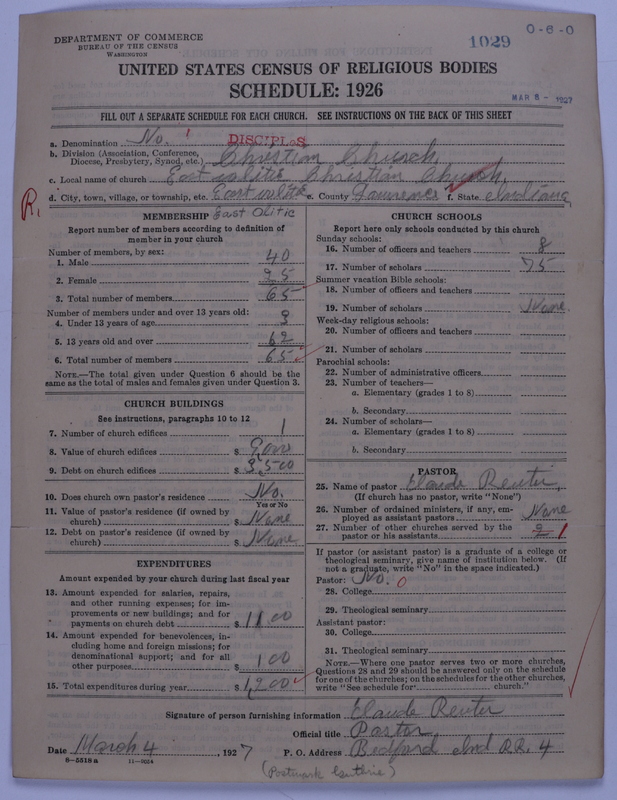 DEPARTMENT OF COMMERCE
BUREAU OF THE CENSUS
WASHINGTON
1029
0-6-0
UNITED STATES CENSUS OF RELIGIOUS BODIES
SCHEDULE: 1926
MAR 8 - 1927
FILL OUT A SEPARATE SCHEDULE FOR EACH CHURCH. SEE INSTRUCTIONS ON THE BACK OF THIS SHEET
a. Denomination No. DISCIPLES
b. Division (Association, Conference, Diocese, Presbytery, Synod, etc.) Christian Church
c. Local name of church East Christian Church
d. City, town, village, or township, etc. East e. County Lawrence f. State Indiana
R.
MEMBERSHIP East Olitic
Report number of members according to definition of
member in your church
Number of members, by sex:
1. Male 40
2. Female 25
3. Total number of members 65
Number of members under and over 13 years old:
4. Under 13 years of age 3
5. 13 years old and over 62
6. Total number of members 65
NOTE.—The total given under Question 6 should be the
same as the total of males and females given under Question 3.
CHURCH BUILDINGS
See instructions, paragraphs 10 to 12
7. Number of church edifices 1
8. Value of church edifices $
9. Debt on church edifices $ 3,500
10. Does church own pastor's residence No.
Yes or No
11. Value of pastor's residence (if owned by
church) $ None
12. Debt on pastor's residence (if owned by
church) $ None
EXPENDITURES
Amount expended by your church during last fiscal year
13. Amount expended for salaries, repairs,
and other running expenses; for im-
provements or new buildings; and for
payments on church debt $ 1100
14. Amount expended for benevolences, in-
cluding home and foreign missions; for
denominational support; and for all
other purposes $ 100
15. Total expenditures during year $ 1,200
CHURCH SCHOOLS
Report here only schools conducted by this church
Sunday schools:
16. Number of officers and teachers 8
17. Number of scholars 75
Summer vacation Bible schools:
18. Number of officers and teachers
19. Number of scholars None
Week-day religious schools:
20. Number of officers and teachers
21. Number of scholars
Parochial schools:
22. Number of administrative officers
23. Number of teachers—
a. Elementary (grades 1 to 8)
b. Secondary
24. Number of scholars—
a. Elementary (grades 1 to 8)
b. Secondary
PASTOR
25. Name of pastor Claude Reuter
(If church has no pastor, write "None")
26. Number of ordained ministers, if any, em-
ployed as assistant pastors None
27. Number of other churches served by the
pastor or his assistants 2 1
If pastor (or assistant pastor) is a graduate of a college or
theological seminary, give name of institution below. (If
not a graduate, write "No" in the space indicated.)
Pastor: No. 0
28. College
29. Theological seminary
Assistant pastor:
30. College
31. Theological seminary
NOTE.—Where one pastor serves two or more churches,
Questions 28 and 29 should be answered only on the schedule
for one of the churches; on the schedules for the other churches,
write "See schedule for church."
Signature of person furnishing information Claude Reuter
Official title Pastor
Date March 4, 1927 P. O. Address Bedford Ind R.R. 4
8-5518 a
(Postmark Guthrie)